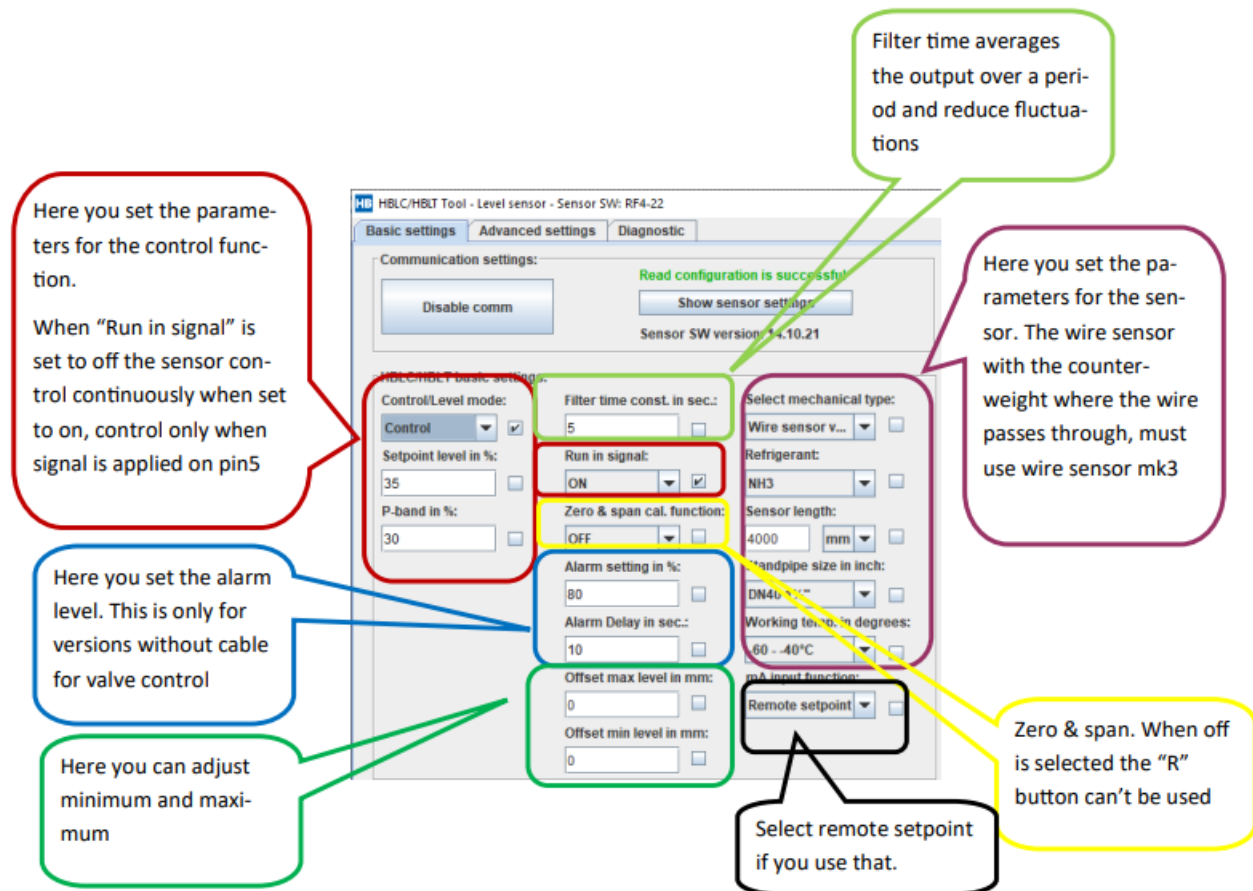 Filter time averages
the output over a peri-
od and reduce fluctua-
tions
Here you set the parame-
ters for the control func-
tion.
When “Run in signal” is
set to off the sensor con-
trol continuously when set
to on, control only when
signal is applied on pin5
HB HBLC/HBLT Tool - Level sensor - Sensor SW: RF4-22
Basic settings Advanced settings Diagnostic
Communication settings:
Disable comm
Read configuration is successful
Show sensor settings
Sensor SW version: 14.10.21
Here you set the pa-
rameters for the sen-
sor. The wire sensor
with the counter-
weight where the wire
passes through, must
use wire sensor mk3
HBLC/HBLT basic settings:
Control/Level mode:
Control
Setpoint level in %:
35
P-band in %:
30
Filter time const. in sec.:
5
Run in signal:
ON
Zero & span cal. function:
OFF
Alarm setting in %:
80
Alarm Delay in sec.:
10
Offset max level in mm:
0
Offset min level in mm:
0
Select mechanical type:
Wire sensor v...
Refrigerant:
NH3
Sensor length:
4000 mm
Standpipe size in inch:
DN40
Working temp. in degrees:
-60 - -40°C
mA input function:
Remote setpoint
Here you set the alarm
level. This is only for
versions without cable
for valve control
Here you can adjust
minimum and maxi-
mum
Zero & span. When off
is selected the “R”
button can’t be used
Select remote setpoint
if you use that.